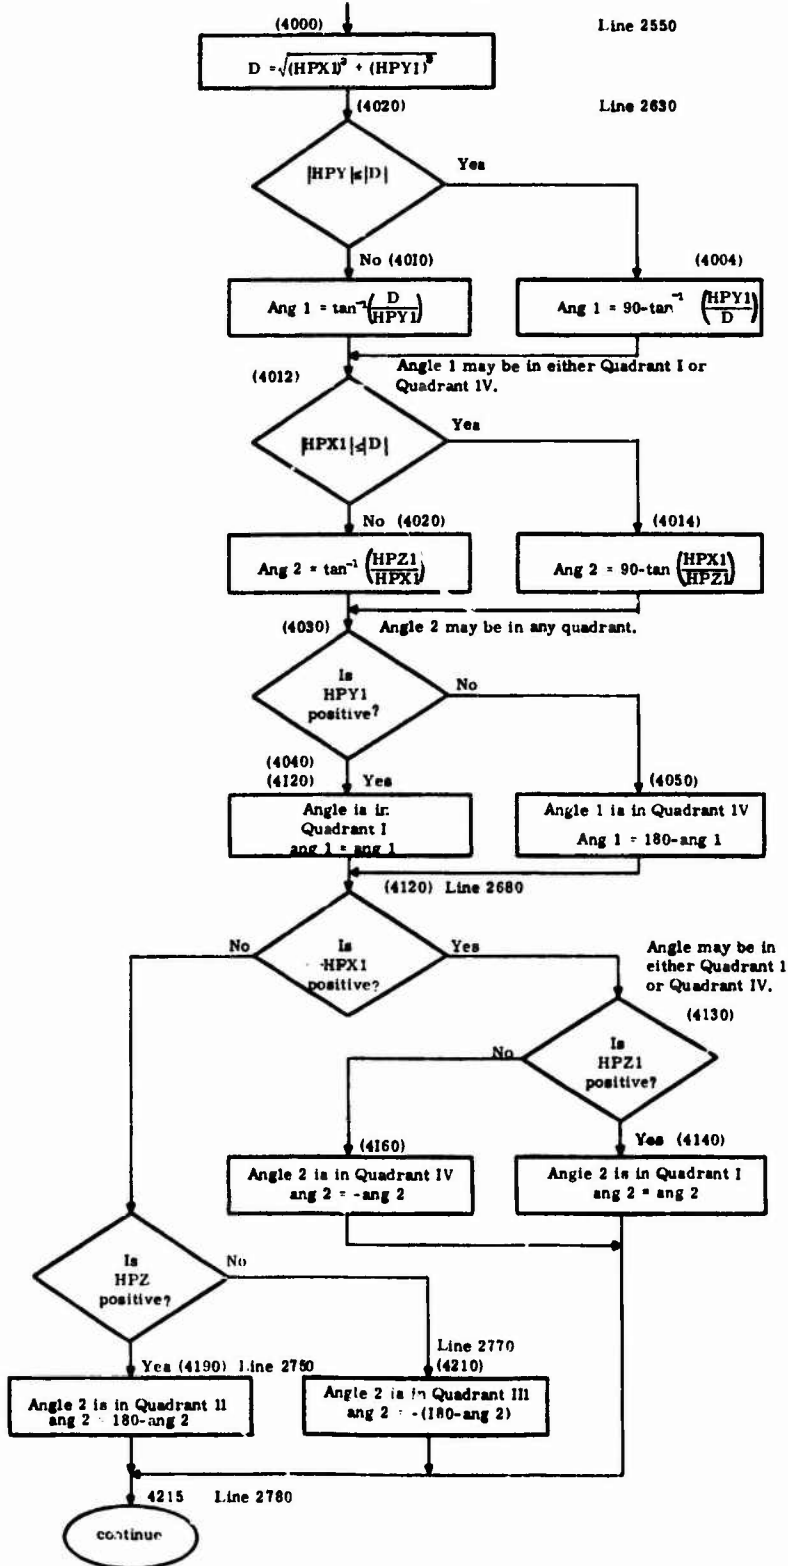 (4000)
Line 2550
D = √(HPX1)² + (HPY1)²
(4020)
Line 2630
|HPY|≤|D|
Yes
No (4010)
(4004)
Ang 1 = tan⁻¹(D/HPY1)
Ang 1 = 90-tan⁻¹ (HPY1/D)
Angle 1 may be in either Quadrant I or
Quadrant IV.
(4012)
|HPX1|≤|D|
Yes
No (4020)
(4014)
Ang 2 = tan⁻¹ (HPZ1/HPX1)
Ang 2 = 90-tan (HPX1/HPZ1)
(4030)
Angle 2 may be in any quadrant.
Is
HPY1
positive?
No
(4040)
(4120)
Yes
(4050)
Angle is in
Quadrant I
ang 1 = ang 1
Angle 1 is in Quadrant IV
Ang 1 = 180-ang 1
(4120) Line 2680
No
Is
HPX1
positive?
Yes
Angle may be in
either Quadrant 1
or Quadrant IV.
(4130)
Is
HPZ1
positive?
No
(4160)
Yes (4140)
Angle 2 is in Quadrant IV
ang 2 = -ang 2
Angle 2 is in Quadrant I
ang 2 = ang 2
Is
HPZ
positive?
No
Line 2770
(4210)
Yes (4190) Line 2750
Angle 2 is in Quadrant II
ang 2 = 180-ang 2
Angle 2 is in Quadrant III
ang 2 = -(180-ang 2)
4215 Line 2780
continue